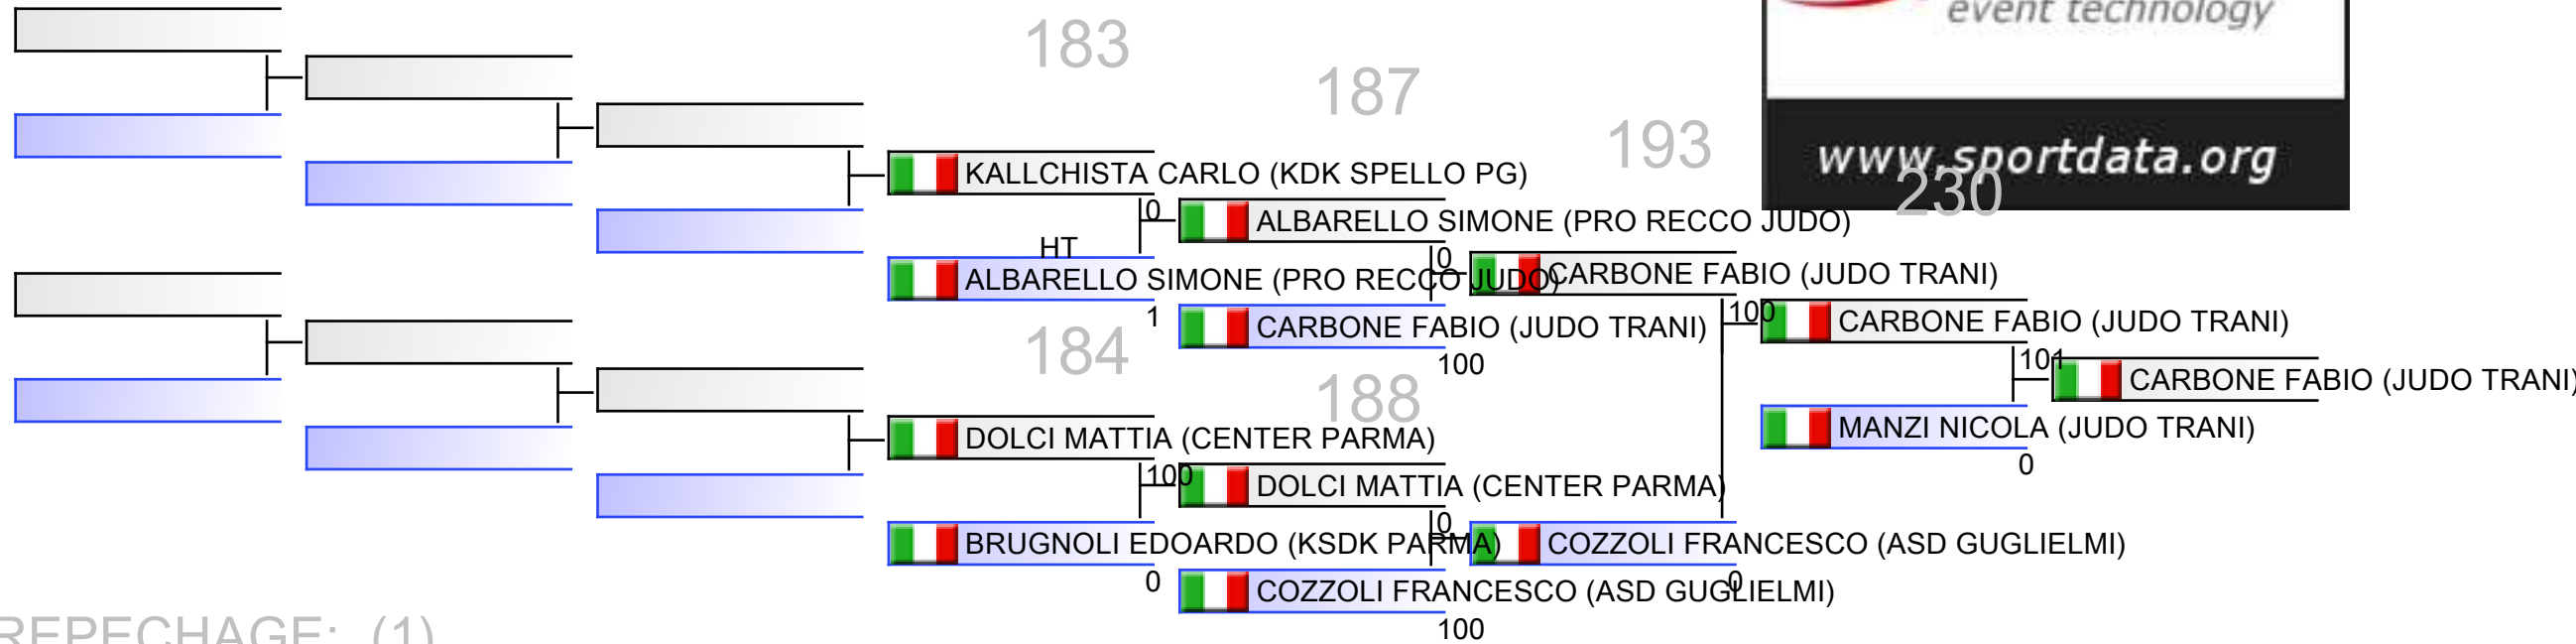 event technology
183
187
193
www.sportdata.org
230
KALLCHISTA CARLO (KDK SPELLO PG)
0
ALBARELLO SIMONE (PRO RECCO JUDO)
HT
0
ALBARELLO SIMONE (PRO RECCO JUDO)
CARBONE FABIO (JUDO TRANI)
1
CARBONE FABIO (JUDO TRANI)
100
CARBONE FABIO (JUDO TRANI)
184
100
101
CARBONE FABIO (JUDO TRANI)
188
MANZI NICOLA (JUDO TRANI)
0
DOLCI MATTIA (CENTER PARMA)
100
DOLCI MATTIA (CENTER PARMA)
0
BRUGNOLI EDOARDO (KSDK PARMA)
COZZOLI FRANCESCO (ASD GUGLIELMI)
0
COZZOLI FRANCESCO (ASD GUGLIELMI)
0
100
REPECHAGE: (1)